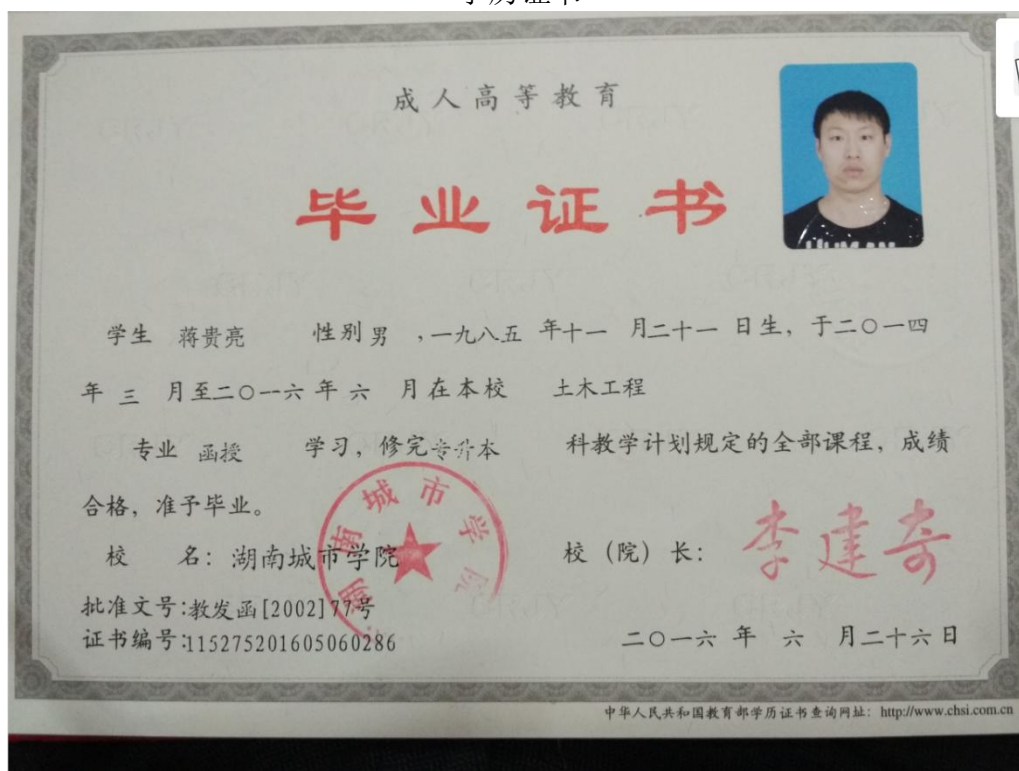 成人高等教育
毕业证书
学生 蒋贵亮 性别 男 ，一九八五 年十一 月二十一 日生，于二〇一四
年 三 月至二〇一六 年 六 月在本校 土木工程
专业 函授 学习，修完专升本 科教学计划规定的全部课程，成绩
合格，准予毕业。
校 名：湖南城市学院 校（院）长：李建奇
湖南城市学院
批准文号:教发函[2002]77号
证书编号:115275201605060286 二〇一六 年 六 月二十六日
中华人民共和国教育部学历证书查询网址：http://www.chsi.com.cn
HUMAN